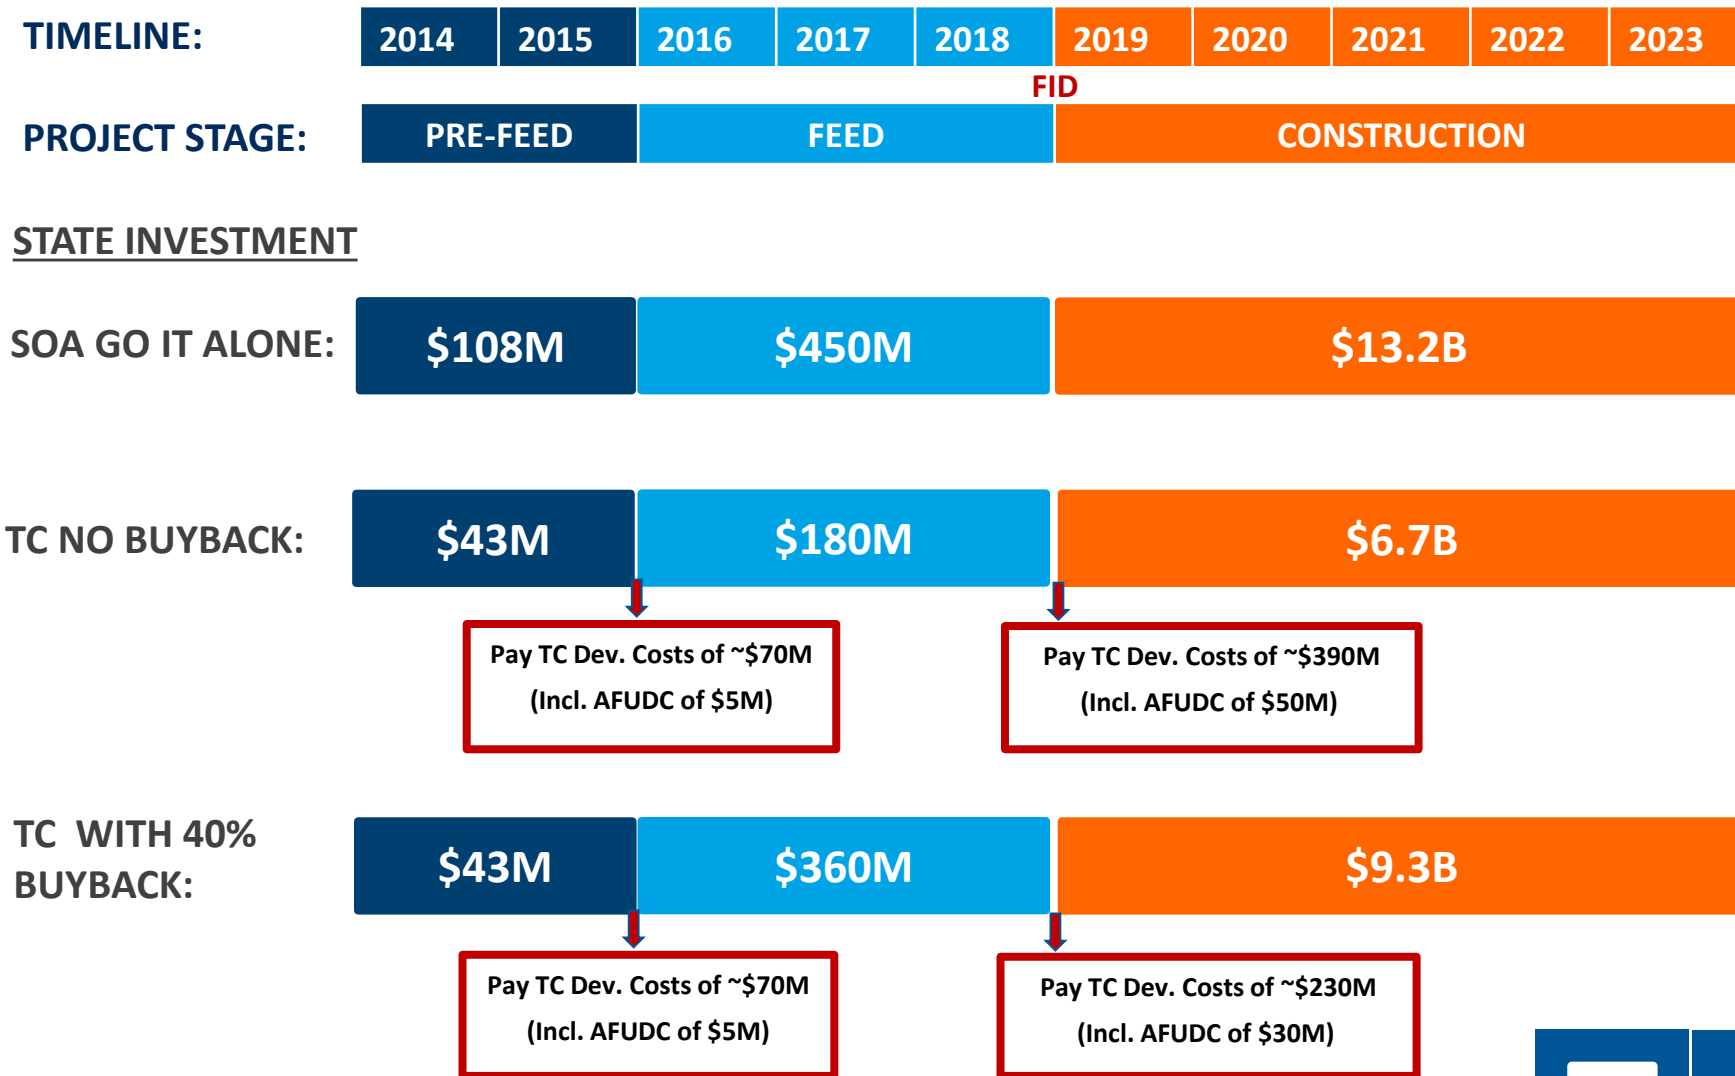 TIMELINE:
2014 2015 2016 2017 2018 2019 2020 2021 2022 2023
FID
PROJECT STAGE:
PRE-FEED FEED CONSTRUCTION
STATE INVESTMENT
SOA GO IT ALONE:
$108M $450M $13.2B
TC NO BUYBACK:
$43M $180M $6.7B
Pay TC Dev. Costs of ~$70M
(Incl. AFUDC of $5M)
Pay TC Dev. Costs of ~$390M
(Incl. AFUDC of $50M)
TC WITH 40%
BUYBACK:
$43M $360M $9.3B
Pay TC Dev. Costs of ~$70M
(Incl. AFUDC of $5M)
Pay TC Dev. Costs of ~$230M
(Incl. AFUDC of $30M)